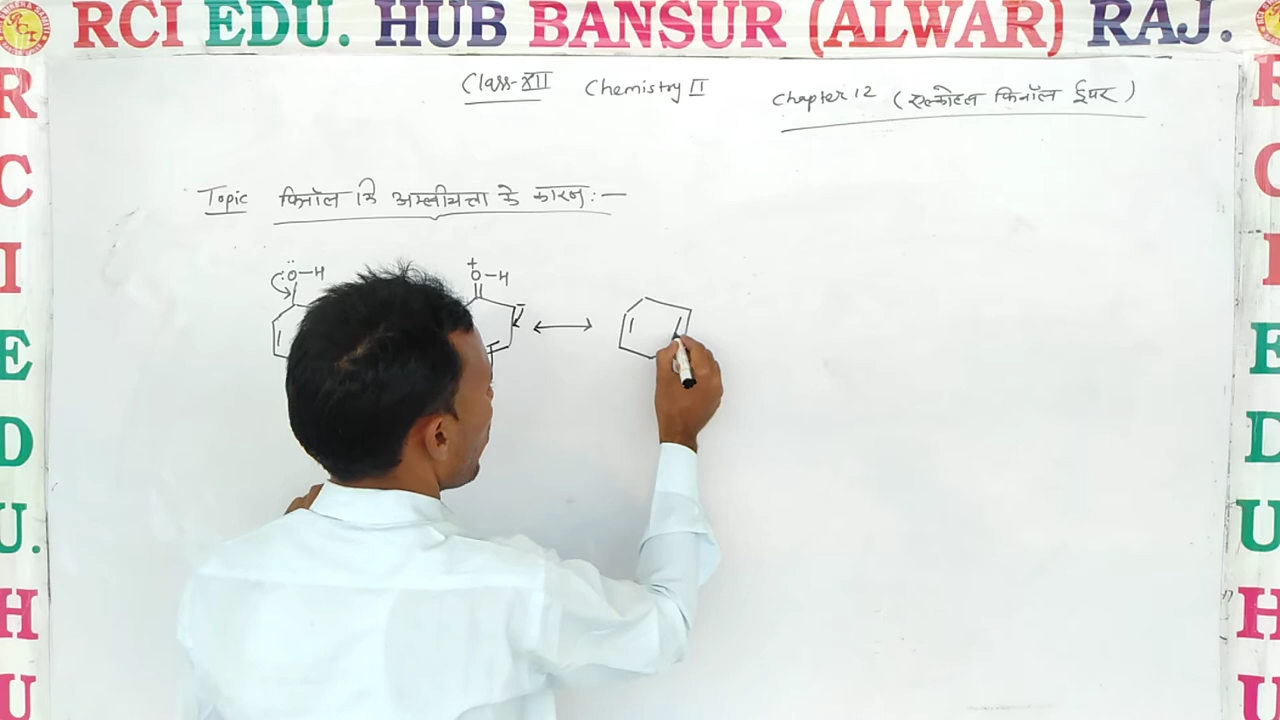 RCI EDU. HUB BANSUR (ALWAR) RAJ.
Class-XII Chemistry II Chapter 12 (एल्कोहल फिनॉल ईथर)
Topic फिनॉल कि अम्लीयता के कारण:—
:Ö-H
+
O-H
-
R
C
I
E
D
U.
H
U
R
C
I
E
D
U
H
U